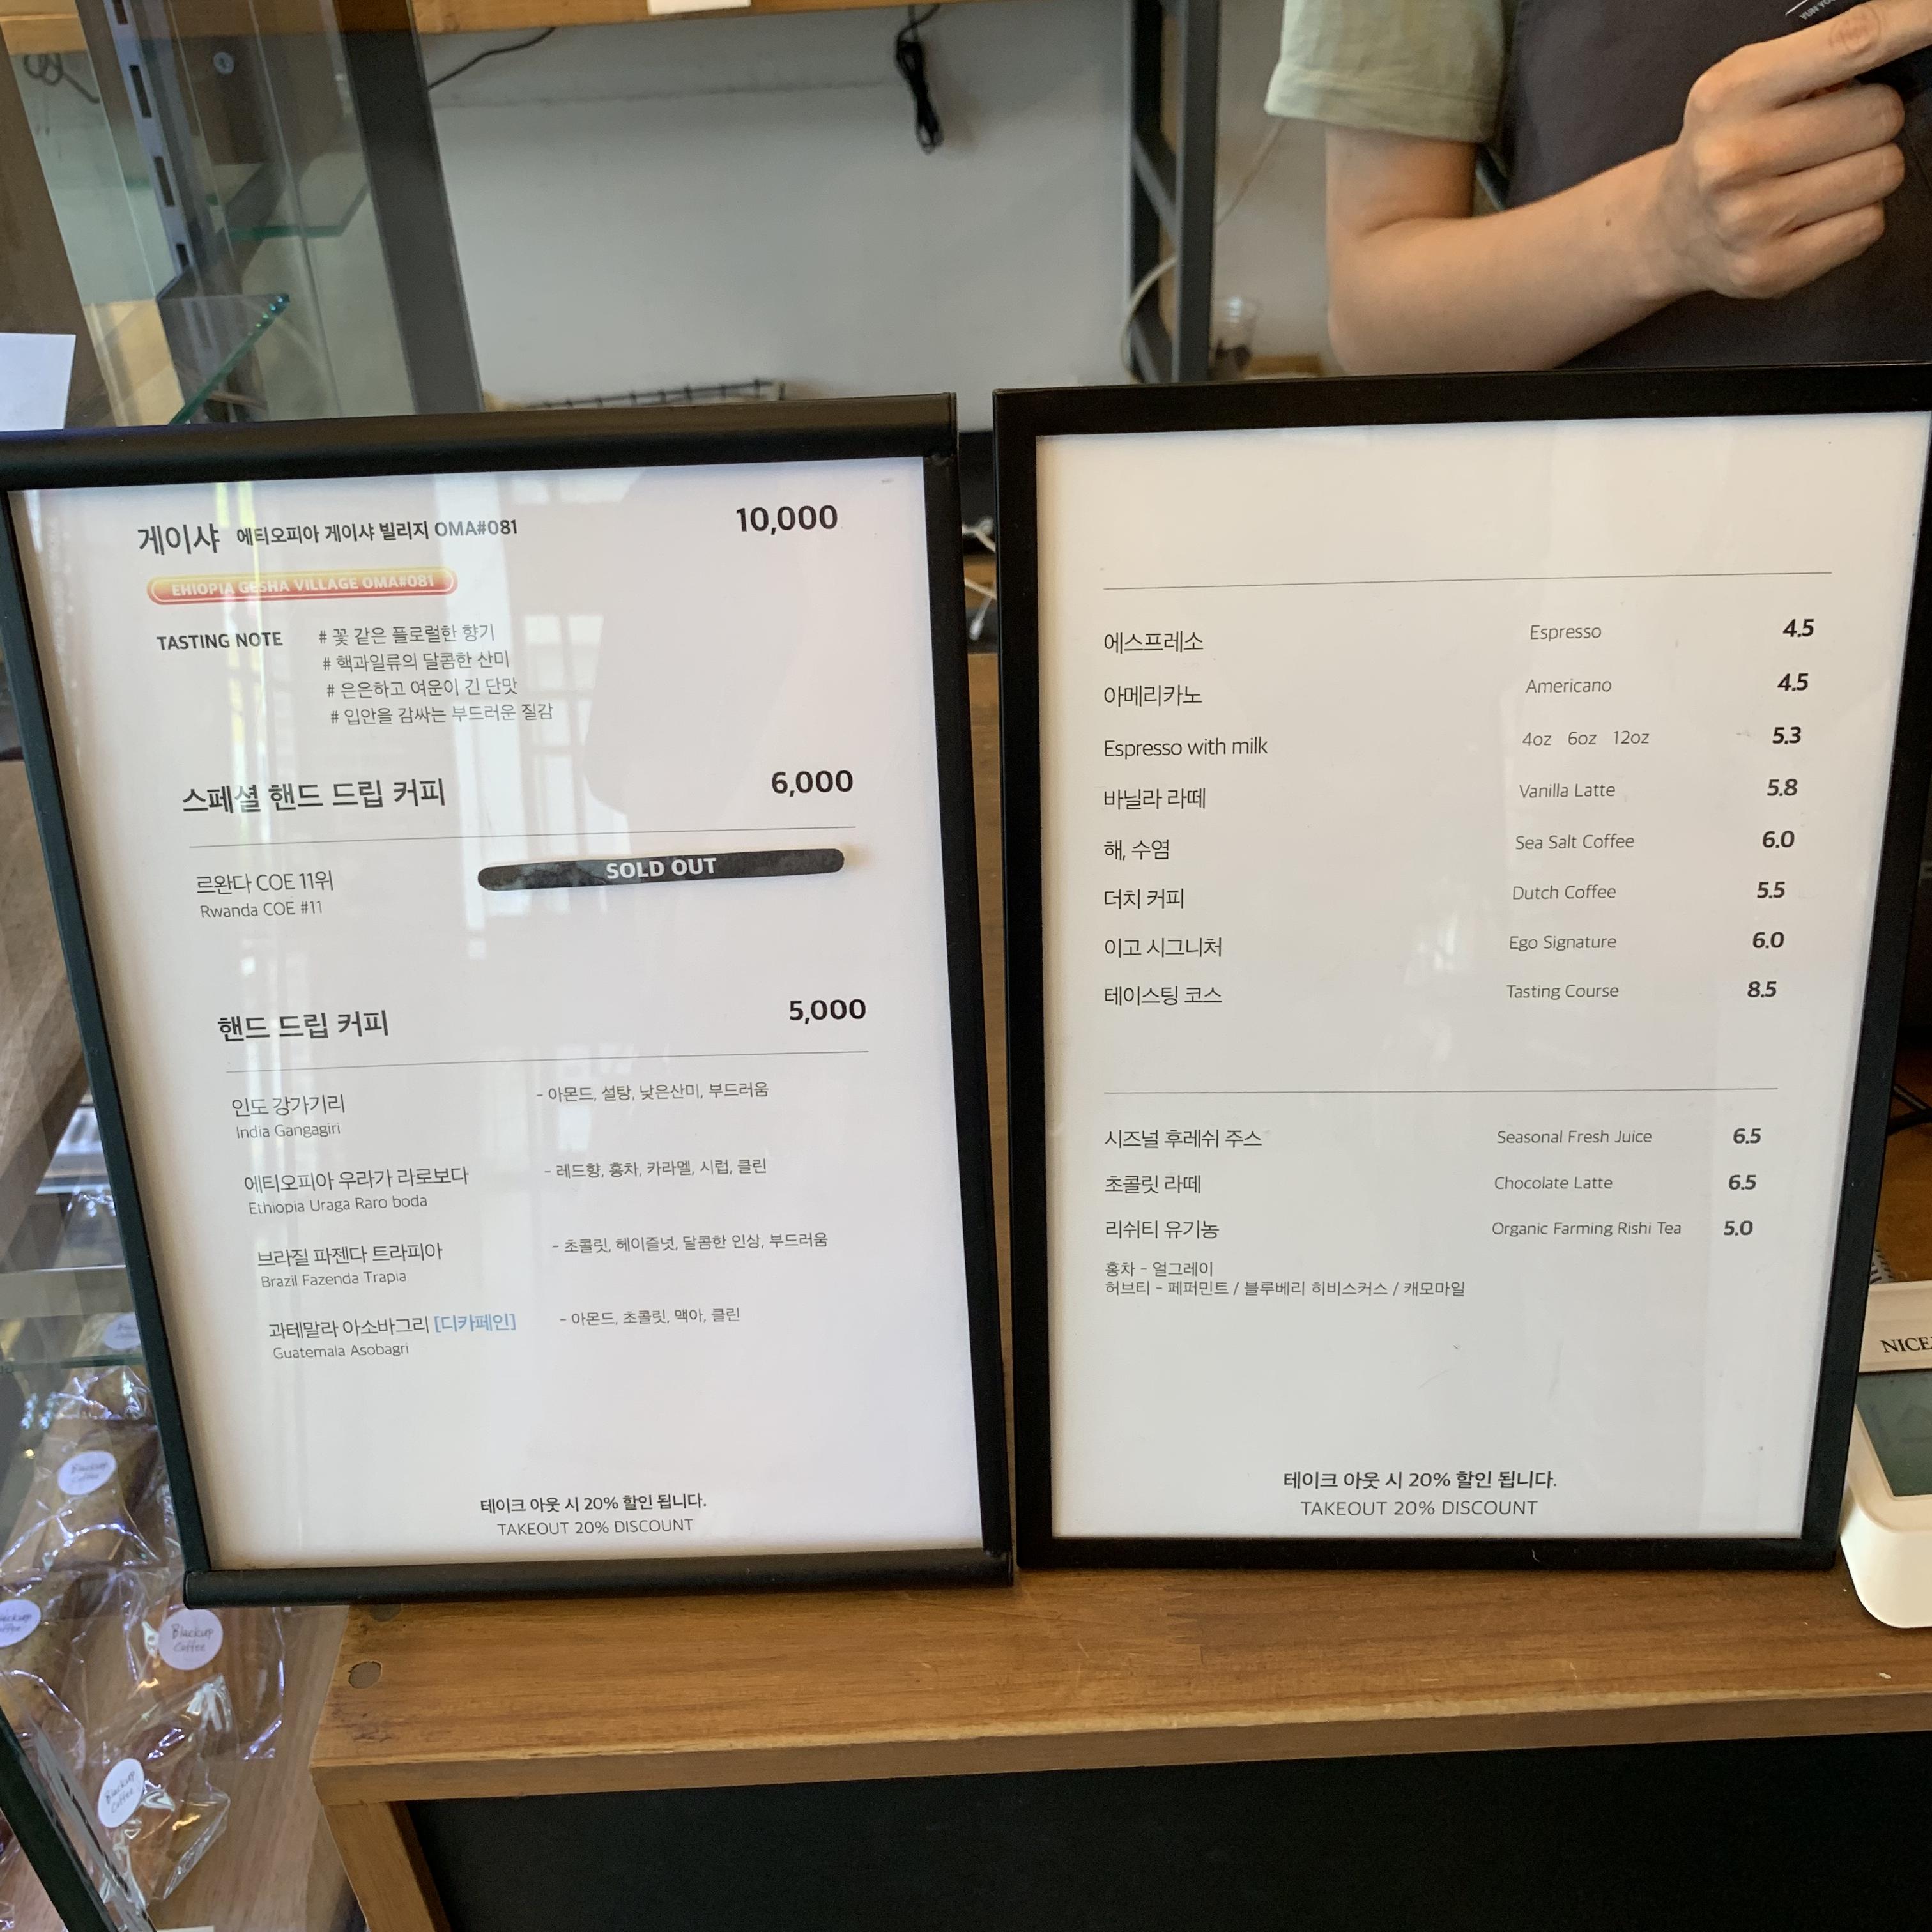 게이샤 에티오피아 게이샤 빌리지 OMA#081 10,000
EHIOPIA GESHA VILLAGE OMA#081
TASTING NOTE # 꽃 같은 플로럴한 향기
# 핵과일류의 달콤한 산미
# 은은하고 여운이 긴 단맛
# 입안을 감싸는 부드러운 질감
스페셜 핸드 드립 커피 6,000
르완다 COE 11위 SOLD OUT
Rwanda COE #11
핸드 드립 커피 5,000
인도 강가기리 - 아몬드, 설탕, 낮은산미, 부드러움
India Gangagiri
에티오피아 우라가 라로보다 - 레드향, 홍차, 카라멜, 시럽, 클린
Ethiopia Uraga Raro boda
브라질 파젠다 트라피아 - 초콜릿, 헤이즐넛, 달콤한 인상, 부드러움
Brazil Fazenda Trapia
과테말라 아소바그리 [디카페인] - 아몬드, 초콜릿, 맥아, 클린
Guatemala Asobagri
테이크 아웃 시 20% 할인 됩니다.
TAKEOUT 20% DISCOUNT
에스프레소 Espresso 4.5
아메리카노 Americano 4.5
Espresso with milk 4oz 6oz 12oz 5.3
바닐라 라떼 Vanilla Latte 5.8
해, 수염 Sea Salt Coffee 6.0
더치 커피 Dutch Coffee 5.5
이고 시그니처 Ego Signature 6.0
테이스팅 코스 Tasting Course 8.5
시즈널 후레쉬 주스 Seasonal Fresh Juice 6.5
초콜릿 라떼 Chocolate Latte 6.5
리쉬티 유기농 Organic Farming Rishi Tea 5.0
홍차 - 얼그레이
허브티 - 페퍼민트 / 블루베리 히비스커스 / 캐모마일
테이크 아웃 시 20% 할인 됩니다.
TAKEOUT 20% DISCOUNT
NICE
Blackup
Coffee
Blackup
Coffee
Blackup
Coffee